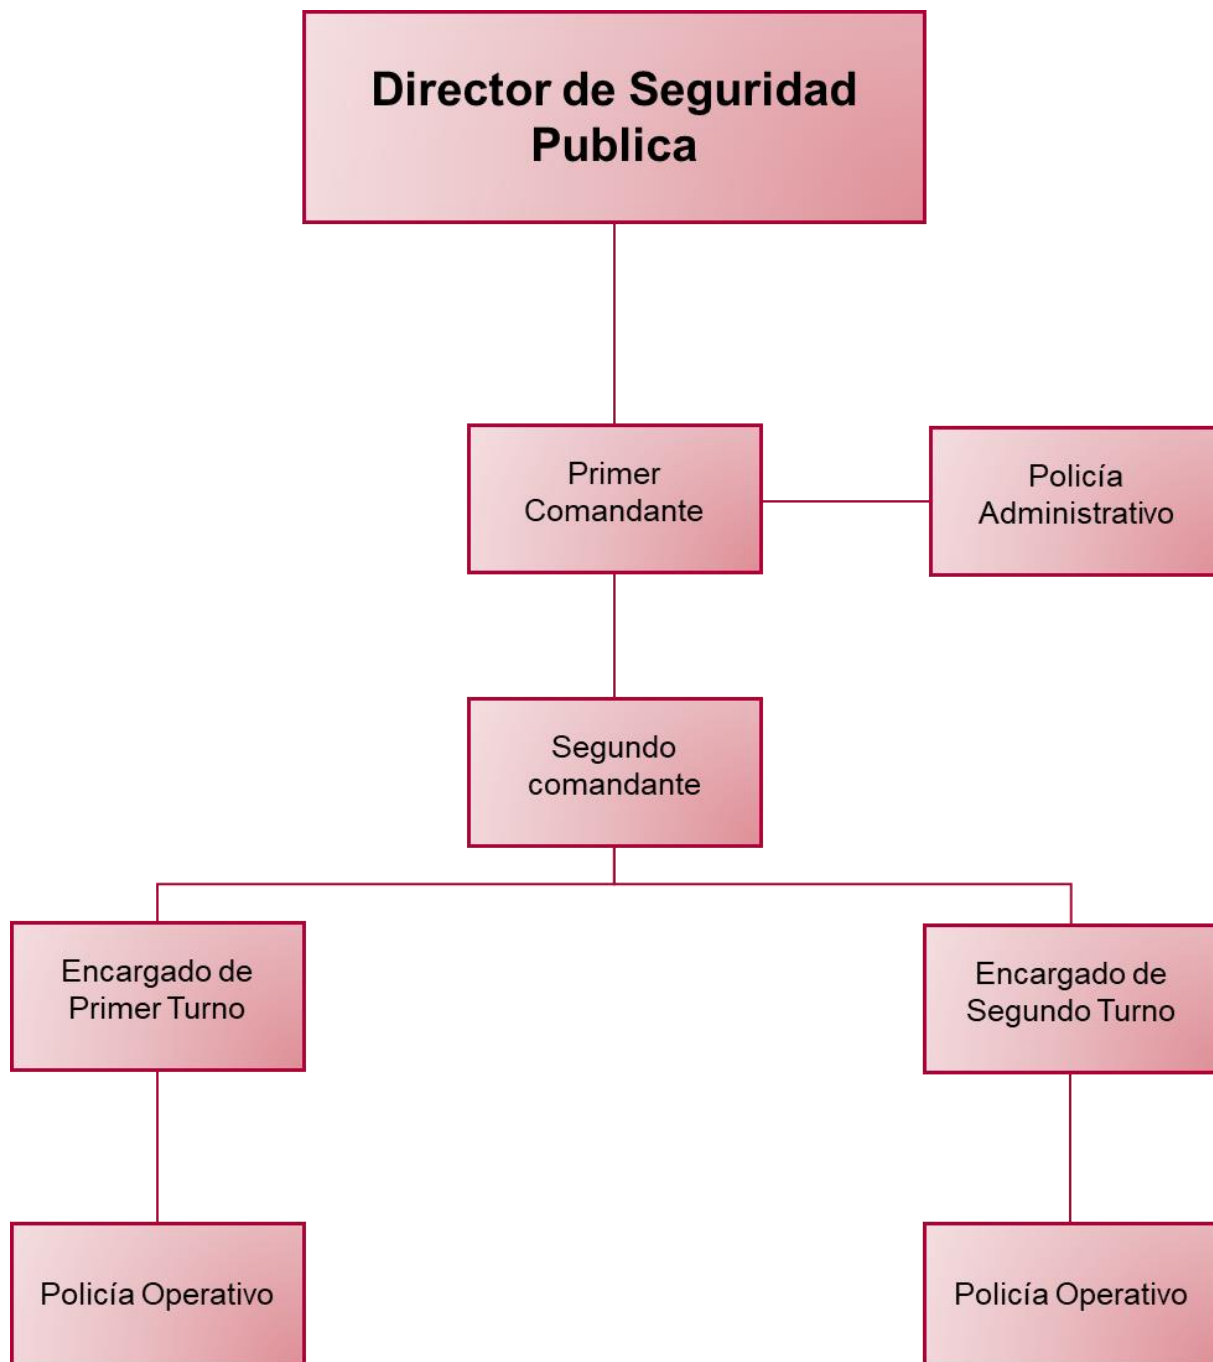 Director de Seguridad
Publica
Primer
Comandante
Policía
Administrativo
Segundo
comandante
Encargado de
Primer Turno
Encargado de
Segundo Turno
Policía Operativo
Policía Operativo